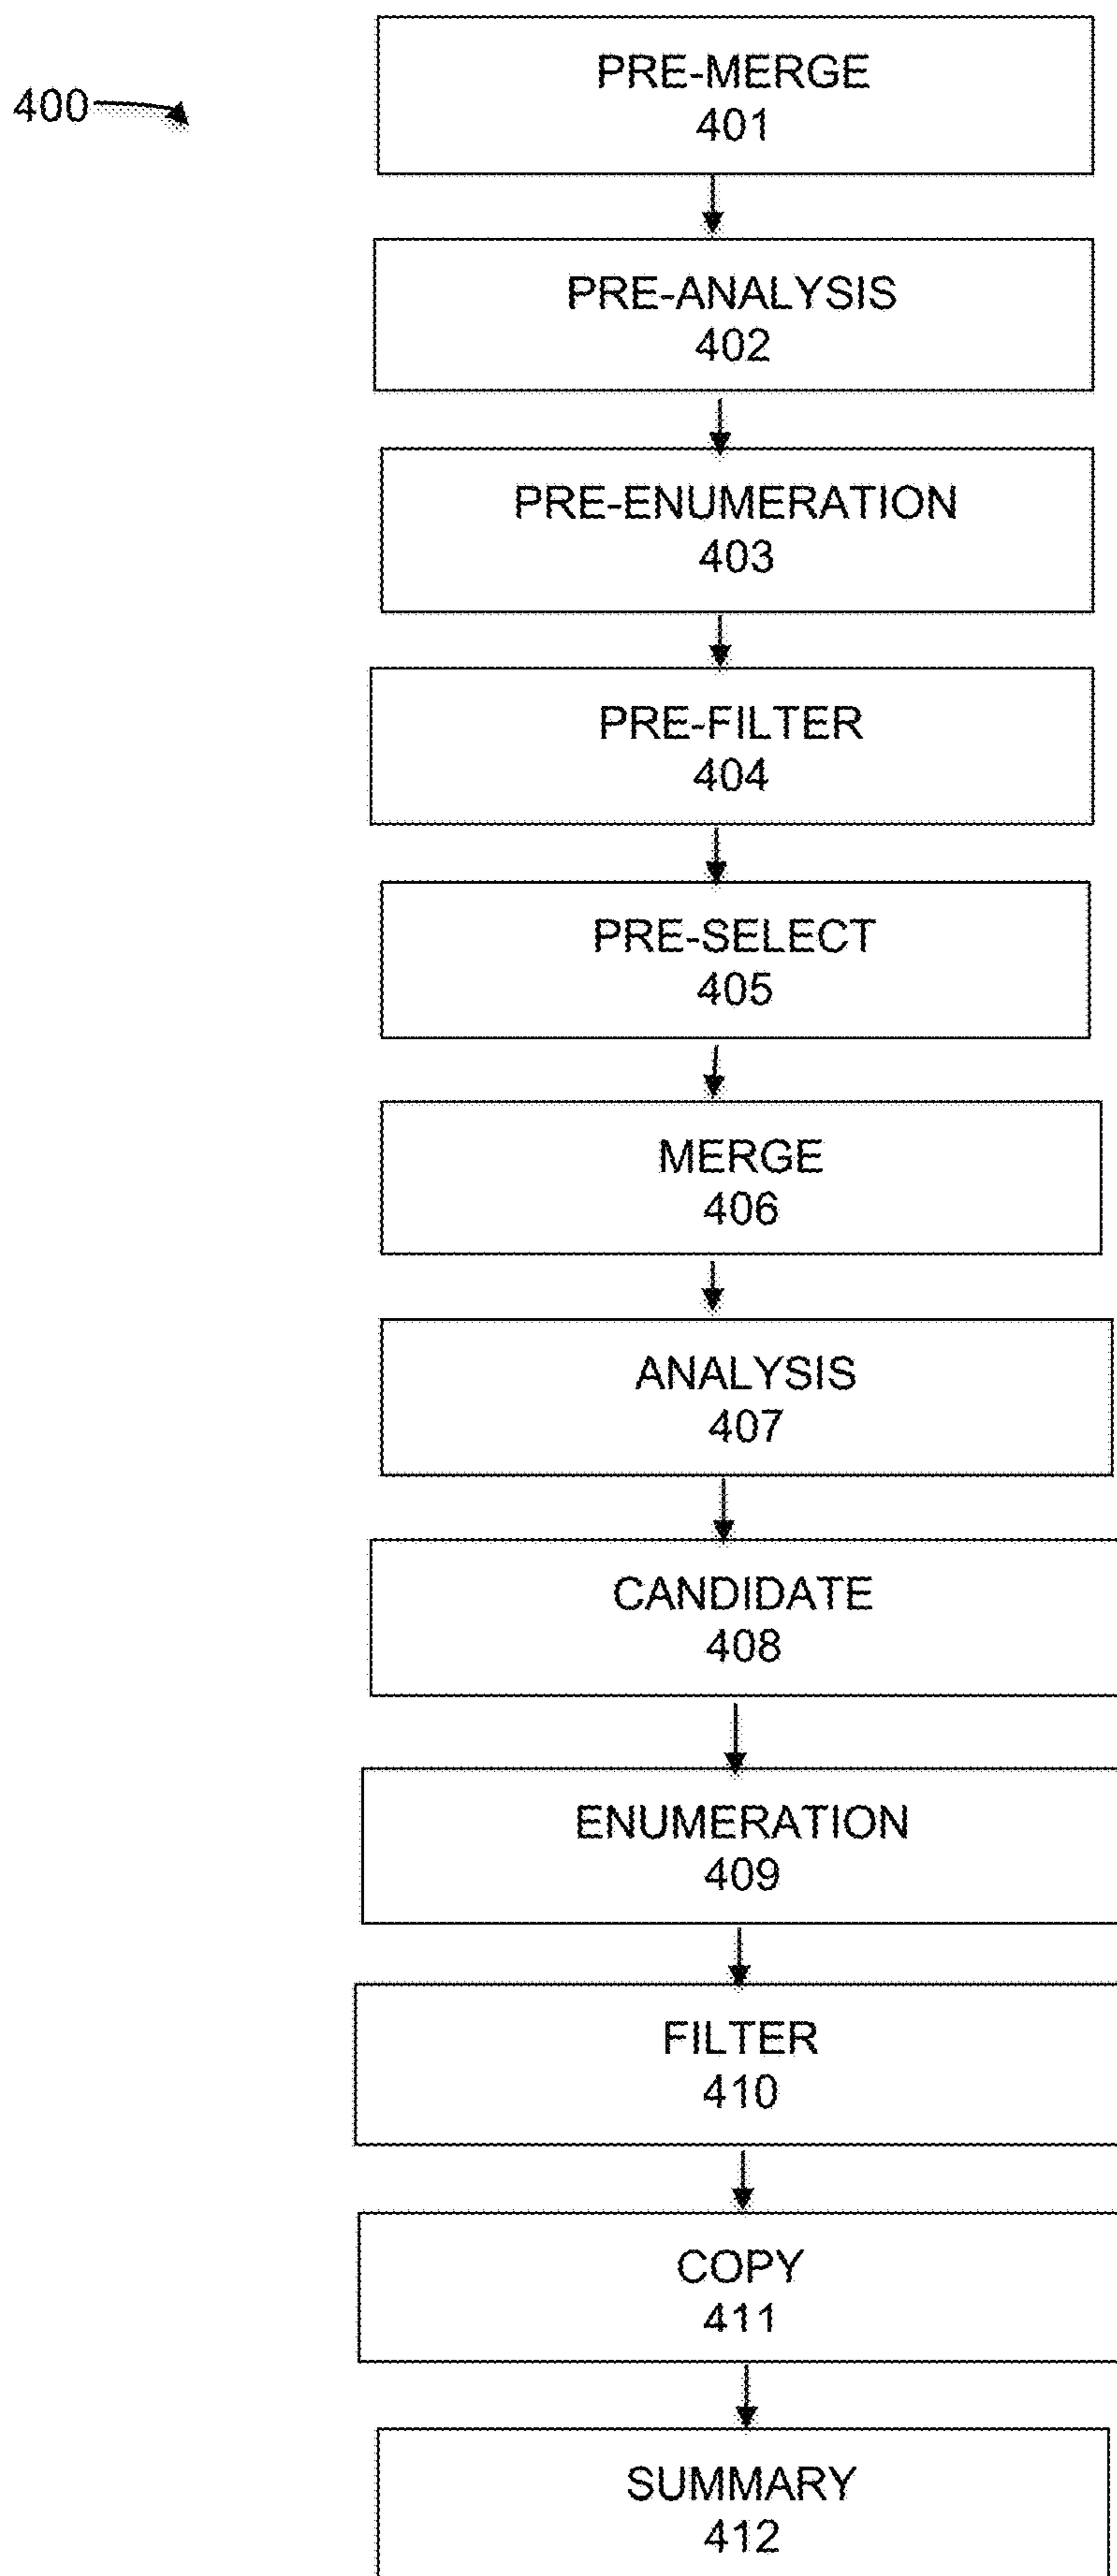 400
PRE-MERGE
401
PRE-ANALYSIS
402
PRE-ENUMERATION
403
PRE-FILTER
404
PRE-SELECT
405
MERGE
406
ANALYSIS
407
CANDIDATE
408
ENUMERATION
409
FILTER
410
COPY
411
SUMMARY
412